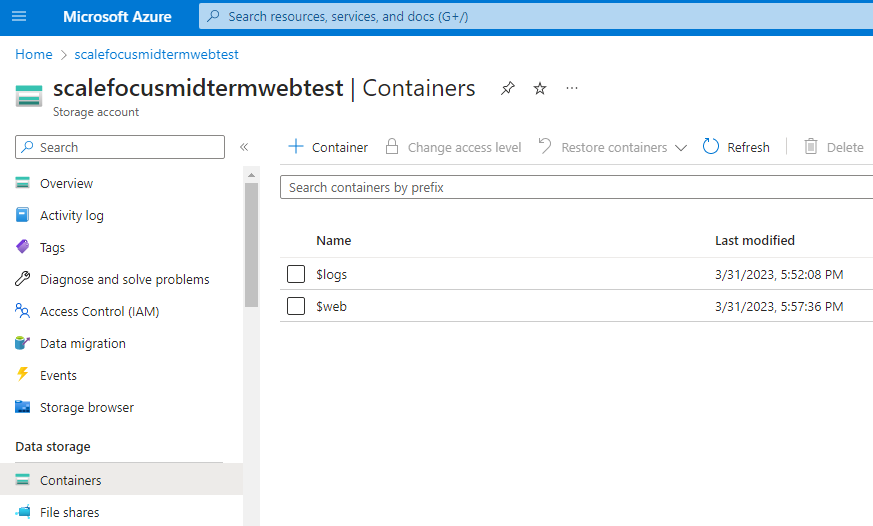 Microsoft Azure
Search resources, services, and docs (G+/)
Home > scalefocusmidtermwebtest
scalefocusmidtermwebtest | Containers ...
Storage account
Search «
+ Container Change access level Restore containers Refresh Delete
Search containers by prefix
Overview
Activity log
Tags
Diagnose and solve problems
Access Control (IAM)
Data migration
Events
Storage browser
Data storage
Containers
File shares
Name Last modified
$logs 3/31/2023, 5:52:08 PM
$web 3/31/2023, 5:57:36 PM